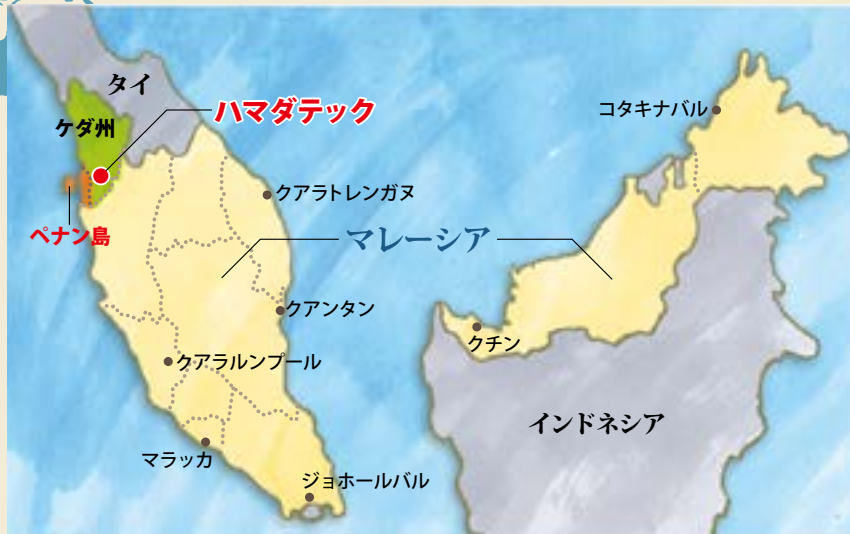 タイ
ハマダテック
コタキナバル
ケダ州
クアラトレンガヌ
ペナン島
マレーシア
クアンタン
クチン
クアラルンプール
インドネシア
マラッカ
ジョホールバル